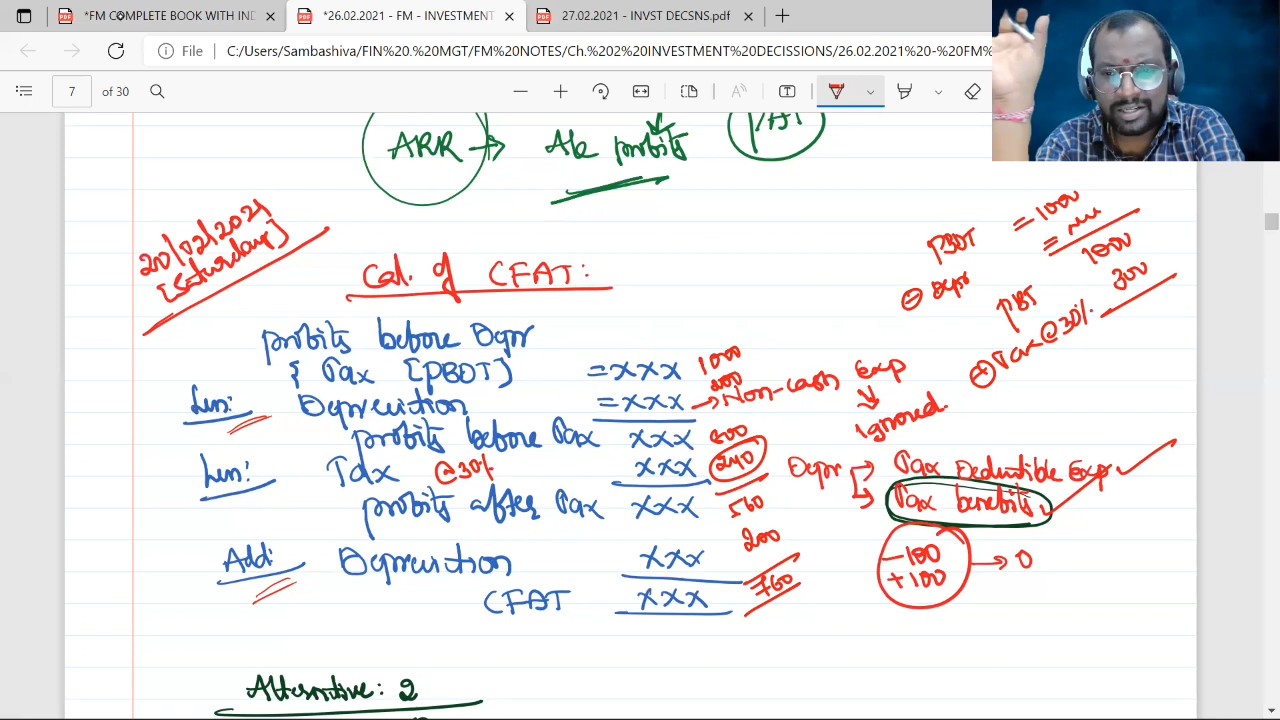 *FM COMPLETE BOOK WITH IND
*26.02.2021 - FM - INVESTMENT
27.02.2021 - INVST DECSNS.pdf
File
C:/Users/Sambashiva/FIN%20.%20MGT/FM%20NOTES/Ch.%202%20INVESTMENT%20DECISSIONS/26.02.2021%20-%20FM%
7 of 30
ARR → A/c profits PAT
20/02/2021
[Saturday]
Cal. of CFAT:
PBDT = 1000
⊖ Depr = Nil
PBT 1000
Tax @30% 300
profits before Depr
& Tax [PBDT] = XXX 1000
Less: Depreciation = XXX 200 → Non-cash Exp
Ignored
profits before Tax XXX 800
Less: Tax @30% XXX 240
Depr → Tax Deductible Exp
→ Tax benefits
profits after Tax XXX 560
Add: Depreciation XXX 200
CFAT XXX 760
-100
+100 → 0
Alternative: 2